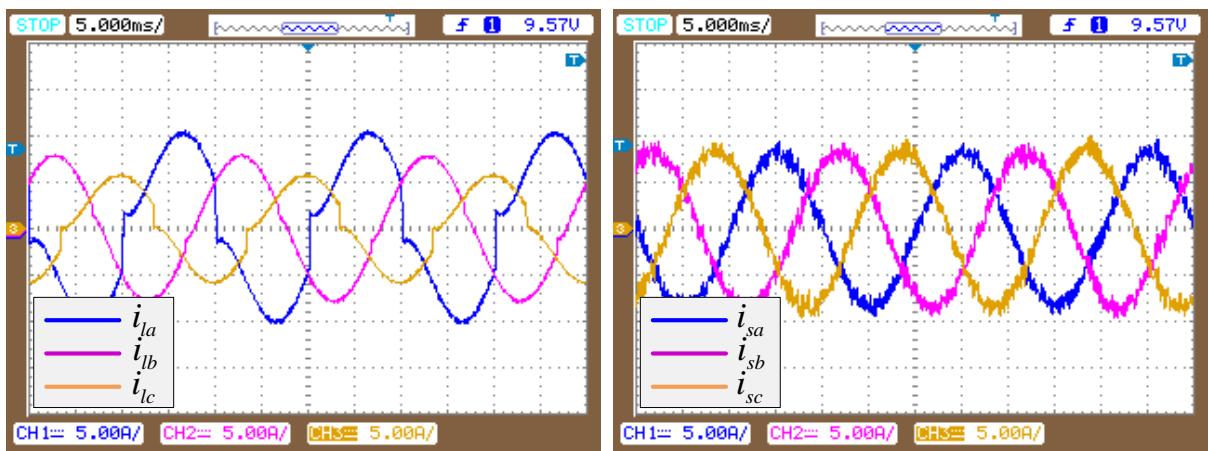 STOP 5.000ms/ T 1 9.57V
T
T
3
i_la
i_lb
i_lc
CH1 5.00A/ CH2 5.00A/ CH3 5.00A/
STOP 5.000ms/ T 1 9.57V
T
T
3
i_sa
i_sb
i_sc
CH1 5.00A/ CH2 5.00A/ CH3 5.00A/